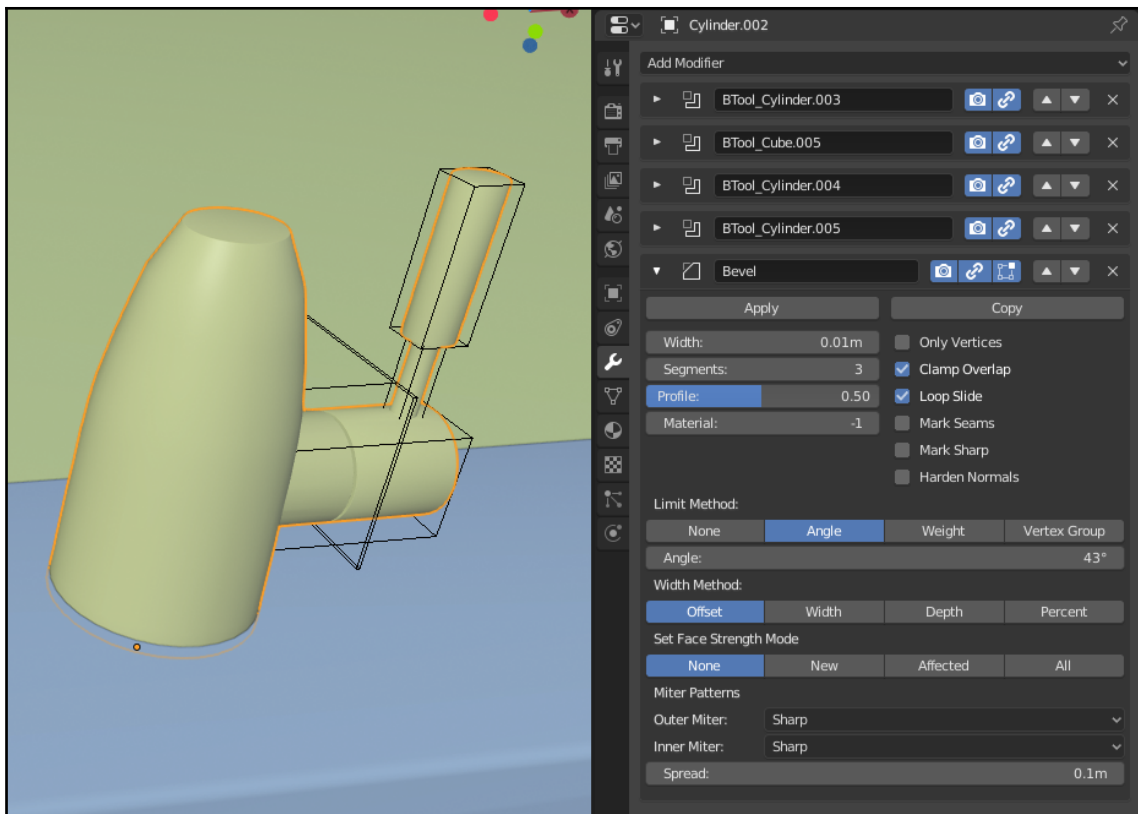 Cylinder.002
Add Modifier
BTool_Cylinder.003
BTool_Cube.005
BTool_Cylinder.004
BTool_Cylinder.005
Bevel
Apply Copy
Width: 0.01m Only Vertices
Segments: 3 Clamp Overlap
Profile: 0.50 Loop Slide
Material: -1 Mark Seams
Mark Sharp
Harden Normals
Limit Method:
None Angle Weight Vertex Group
Angle: 43°
Width Method:
Offset Width Depth Percent
Set Face Strength Mode
None New Affected All
Miter Patterns
Outer Miter: Sharp
Inner Miter: Sharp
Spread: 0.1m